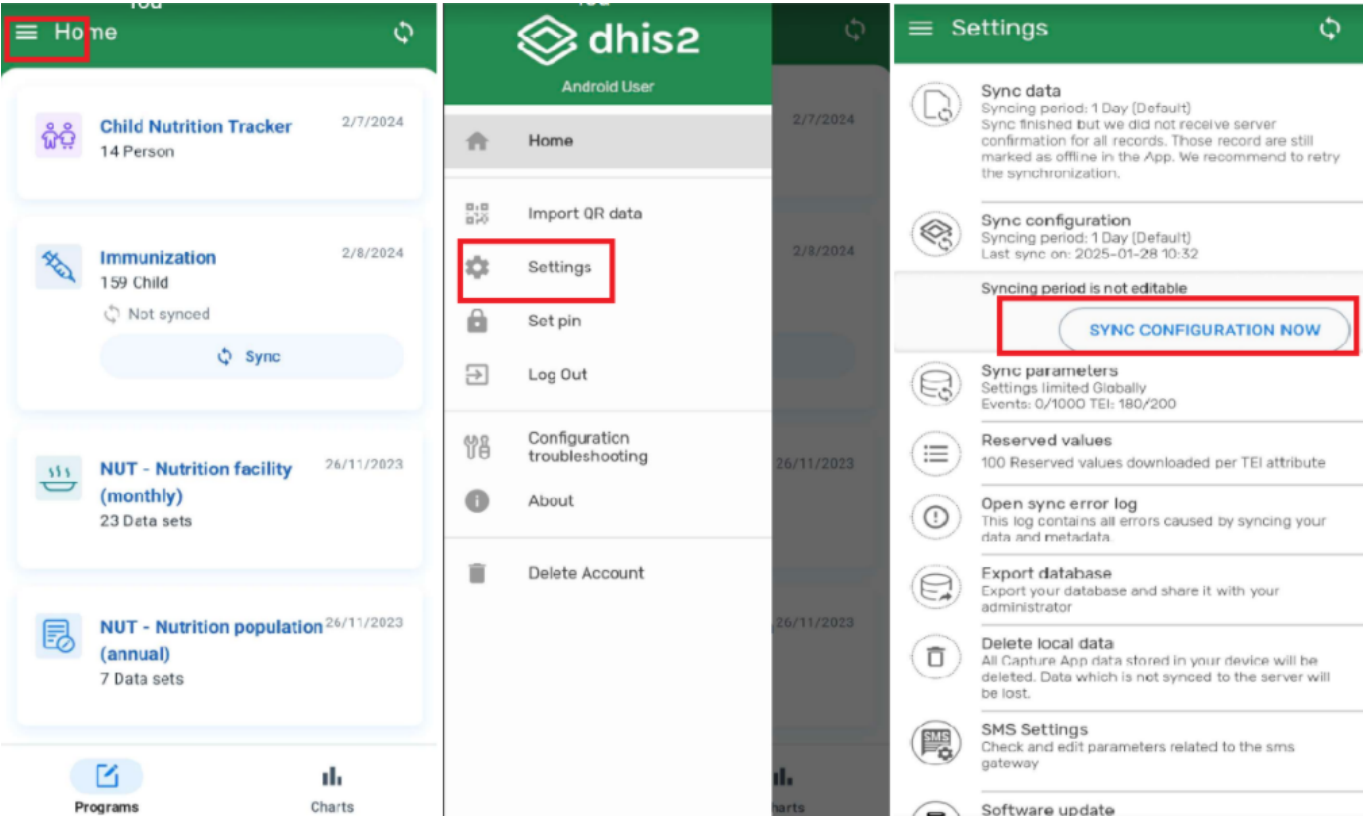 Home
Child Nutrition Tracker
2/7/2024
14 Person
Immunization
2/8/2024
159 Child
Not synced
Sync
NUT - Nutrition facility
26/11/2023
(monthly)
23 Data sets
NUT - Nutrition population
26/11/2023
(annual)
7 Data sets
Programs
Charts
dhis2
Android User
Home
Import QR data
Settings
Set pin
Log Out
Configuration
troubleshooting
About
Delete Account
2/7/2024
2/8/2024
26/11/2023
26/11/2023
harts
Settings
Sync data
Syncing period: 1 Day (Default)
Sync finished but we did not receive server
confirmation for all records. Those record are still
marked as offline in the App. We recommend to retry
the synchronization.
Sync configuration
Syncing period: 1 Day (Default)
Last sync on: 2025-01-28 10:32
Syncing period is not editable
SYNC CONFIGURATION NOW
Sync parameters
Settings limited Globally
Events: 0/1000 TEI: 180/200
Reserved values
100 Reserved values downloaded per TEI attribute
Open sync error log
This log contains all errors caused by syncing your
data and metadata.
Export database
Export your database and share it with your
administrator
Delete local data
All Capture App data stored in your device will be
deleted. Data which is not synced to the server will
be lost.
SMS
SMS Settings
Check and edit parameters related to the sms
gateway
Software update